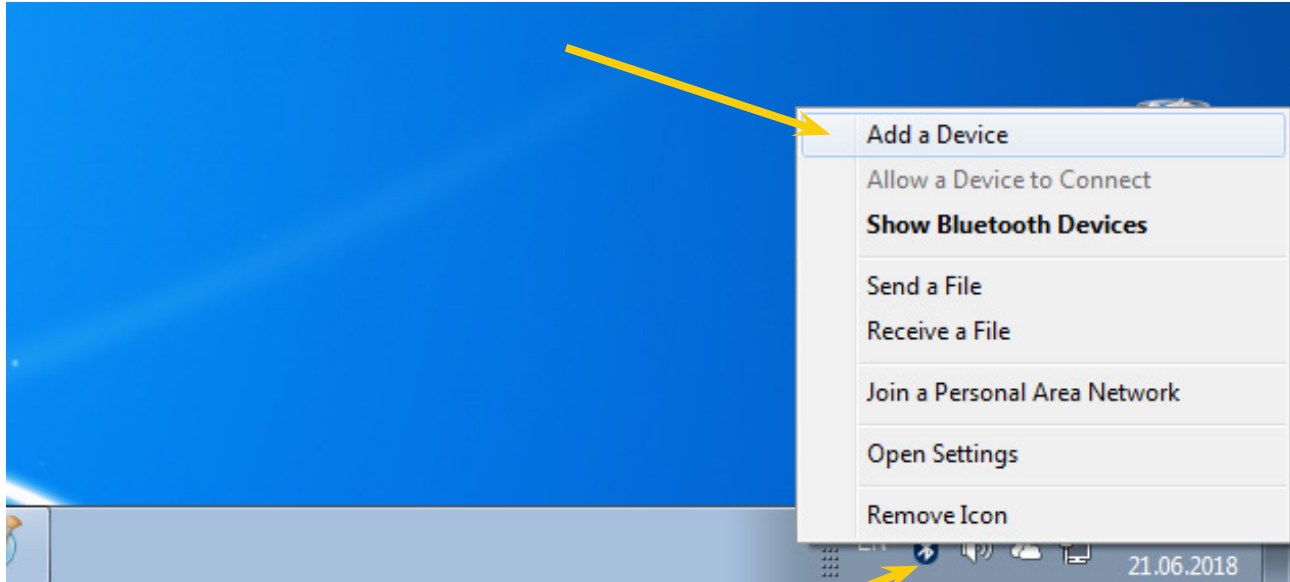 Add a Device
Allow a Device to Connect
Show Bluetooth Devices
Send a File
Receive a File
Join a Personal Area Network
Open Settings
Remove Icon
EN
21.06.2018